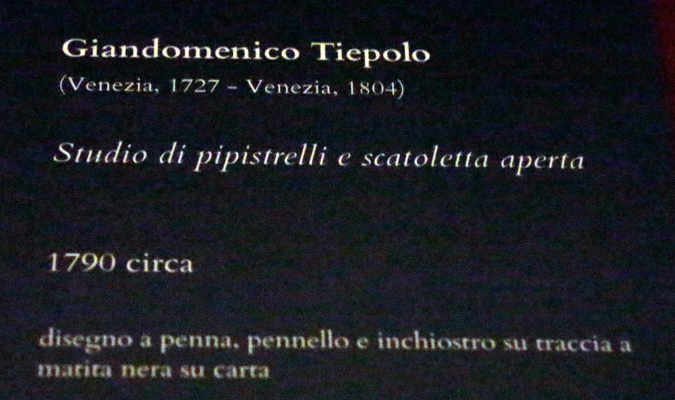 Giandomenico Tiepolo
(Venezia, 1727 – Venezia, 1804)
Studio di pipistrelli e scatoletta aperta
1790 circa
disegno a penna, pennello e inchiostro su traccia a
matita nera su carta